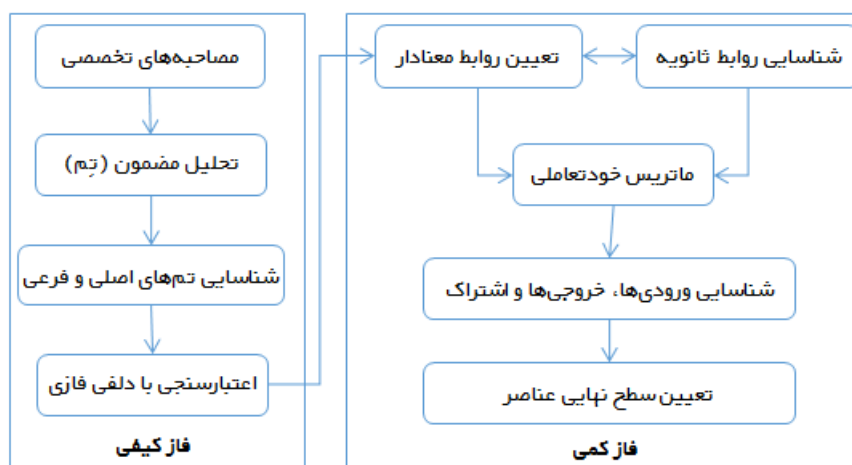 مصاحبه‌های تخصصی
تحلیل مضمون (تِم)
شناسایی تم‌های اصلی و فرعی
اعتبارسنجی با دلفی فازی
فاز کیفی
تعیین روابط معنادار
شناسایی روابط ثانویه
ماتریس خودتعاملی
شناسایی ورودی‌ها، خروجی‌ها و اشتراک
تعیین سطح نهایی عناصر
فاز کمی